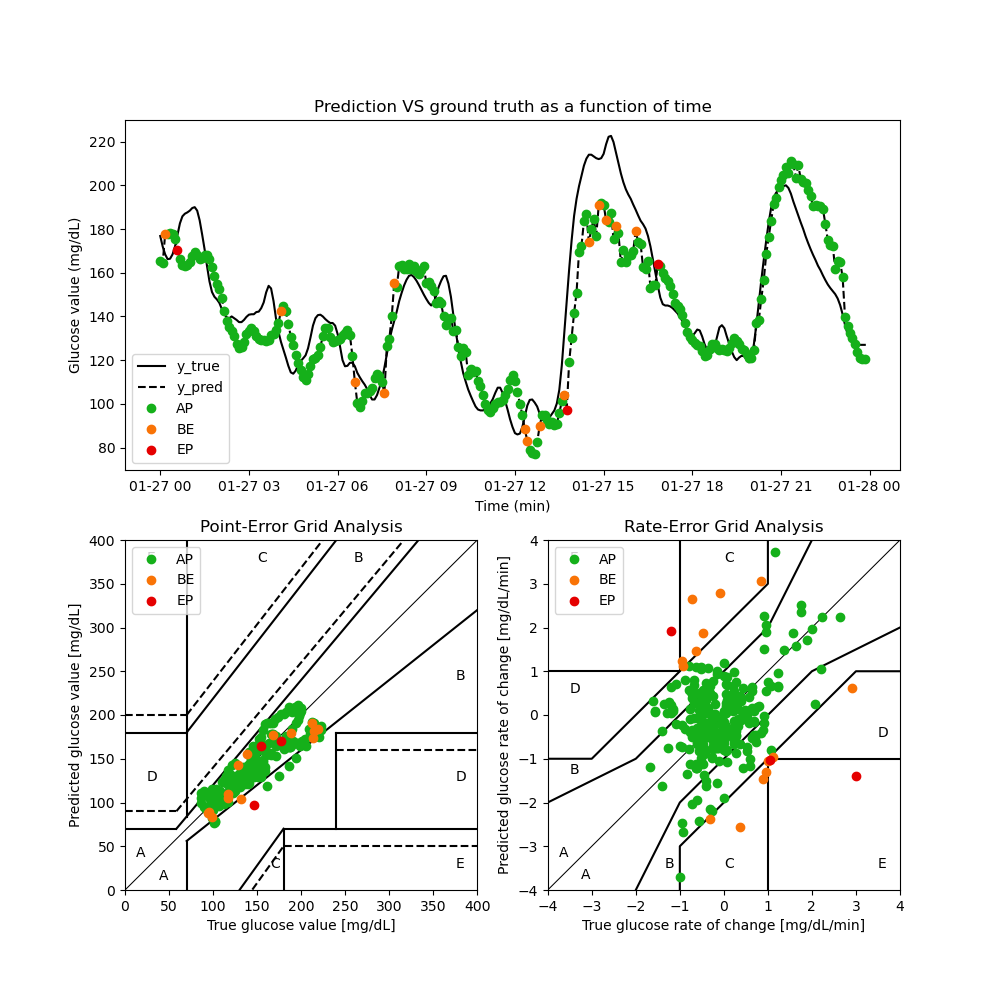 Prediction VS ground truth as a function of time
Glucose value (mg/dL)
220
200
180
160
140
120
100
80
y_true
y_pred
AP
BE
EP
01-27 00 01-27 03 01-27 06 01-27 09 01-27 12 01-27 15 01-27 18 01-27 21 01-28 00
Time (min)
Point-Error Grid Analysis
Predicted glucose value [mg/dL]
400
350
300
250
200
150
100
50
0
AP
BE
EP
C
B
B
D
D
A
A
C
E
0 50 100 150 200 250 300 350 400
True glucose value [mg/dL]
Rate-Error Grid Analysis
Predicted glucose rate of change [mg/dL/min]
4
3
2
1
0
−1
−2
−3
−4
AP
BE
EP
C
D
D
B
A
A
B
C
E
−4 −3 −2 −1 0 1 2 3 4
True glucose rate of change [mg/dL/min]